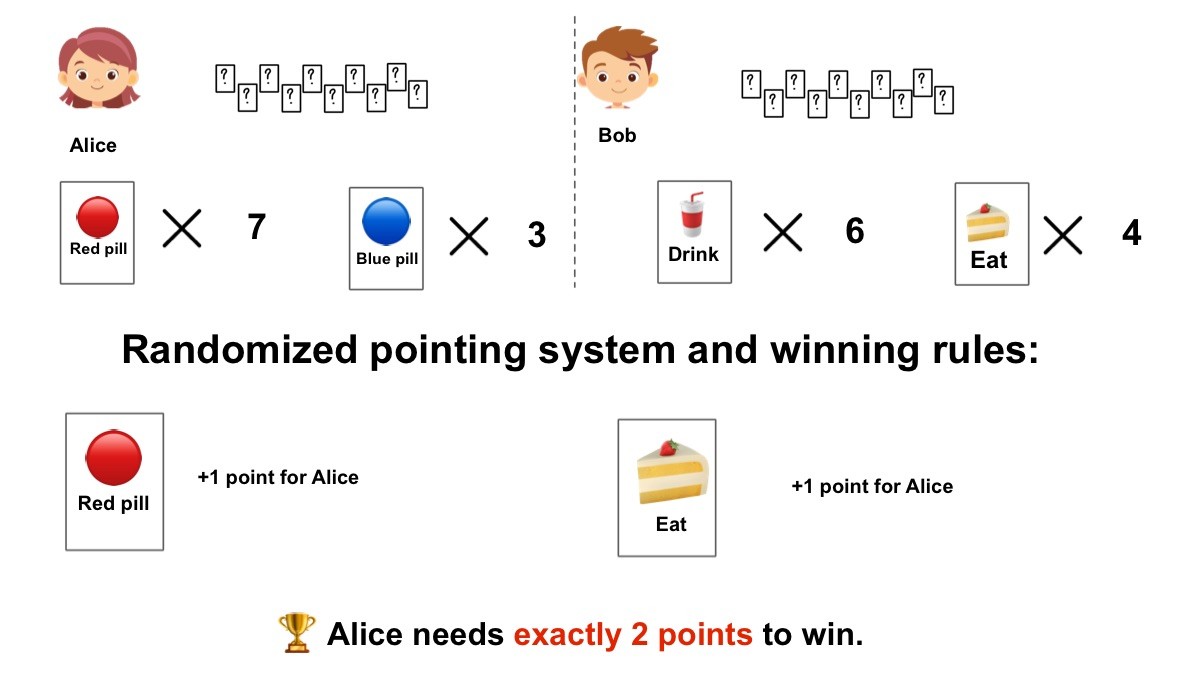 ? ? ? ? ? ? ? ? ? ?
? ? ? ? ? ? ? ? ? ?
Alice
Bob
Red pill
7
Blue pill
3
Drink
6
Eat
4
Randomized pointing system and winning rules:
Red pill
+1 point for Alice
Eat
+1 point for Alice
Alice needs exactly 2 points to win.